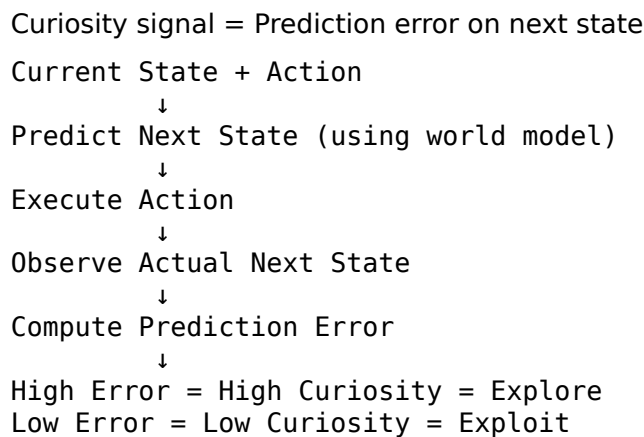 Curiosity signal = Prediction error on next state
Current State + Action
↓
Predict Next State (using world model)
↓
Execute Action
↓
Observe Actual Next State
↓
Compute Prediction Error
↓
High Error = High Curiosity = Explore
Low Error = Low Curiosity = Exploit